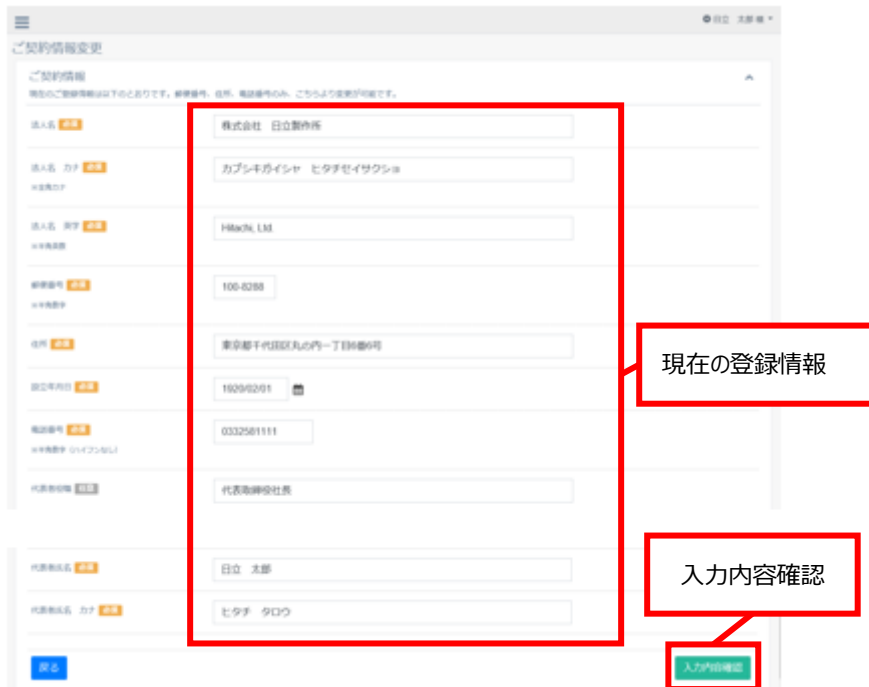 日立 太郎 様
ご契約情報変更
ご契約情報
現在のご登録情報は以下のとおりです。郵便番号、住所、電話番号のみ、こちらより変更が可能です。
法人名 必須
株式会社 日立製作所
法人名 カナ 必須
カブシキガイシャ ヒタチセイサクショ
※全角カナ
法人名 英字 必須
Hitachi, Ltd.
※半角英数
郵便番号 必須
100-8288
※半角数字
住所 必須
東京都千代田区丸の内一丁目6番6号
現在の登録情報
設立年月日 必須
1920/02/01
電話番号 必須
0332581111
※半角数字 (ハイフンなし)
代表者役職 任意
代表取締役社長
代表者氏名 必須
日立 太郎
入力内容確認
代表者氏名 カナ 必須
ヒタチ タロウ
戻る
入力内容確認